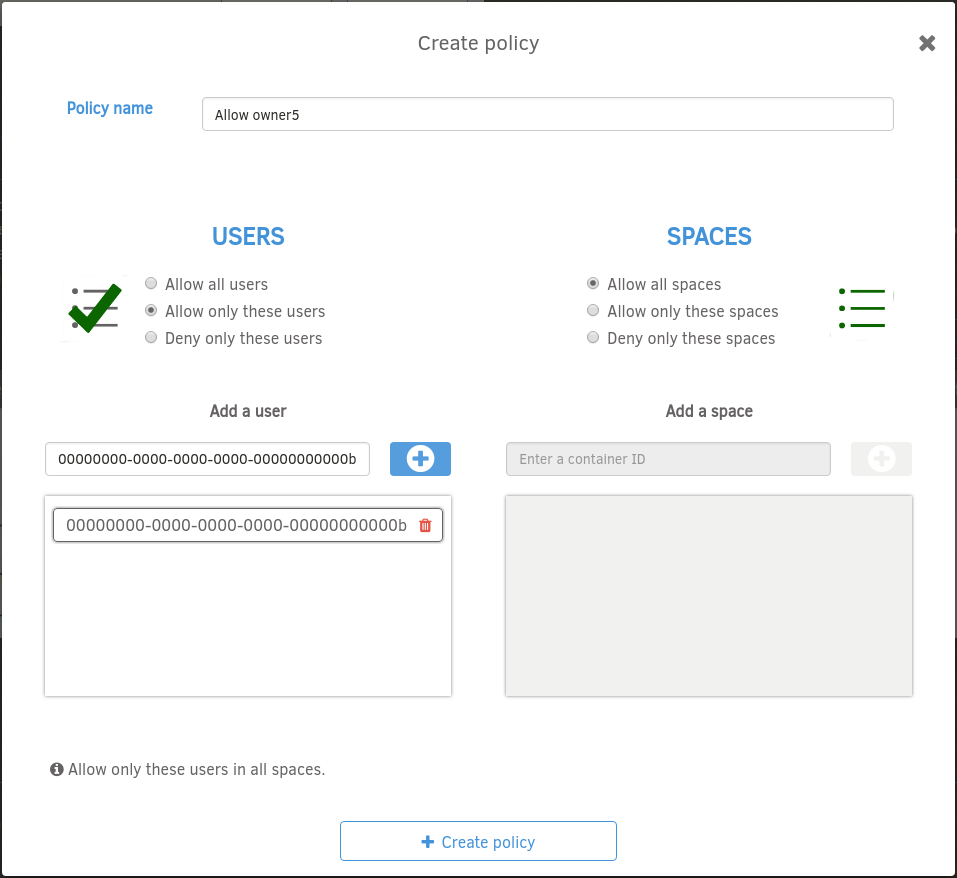 Create policy
Policy name
Allow owner5
USERS
Allow all users
Allow only these users
Deny only these users
SPACES
Allow all spaces
Allow only these spaces
Deny only these spaces
Add a user
00000000-0000-0000-0000-00000000000b
00000000-0000-0000-0000-00000000000b
Add a space
Enter a container ID
Allow only these users in all spaces.
Create policy